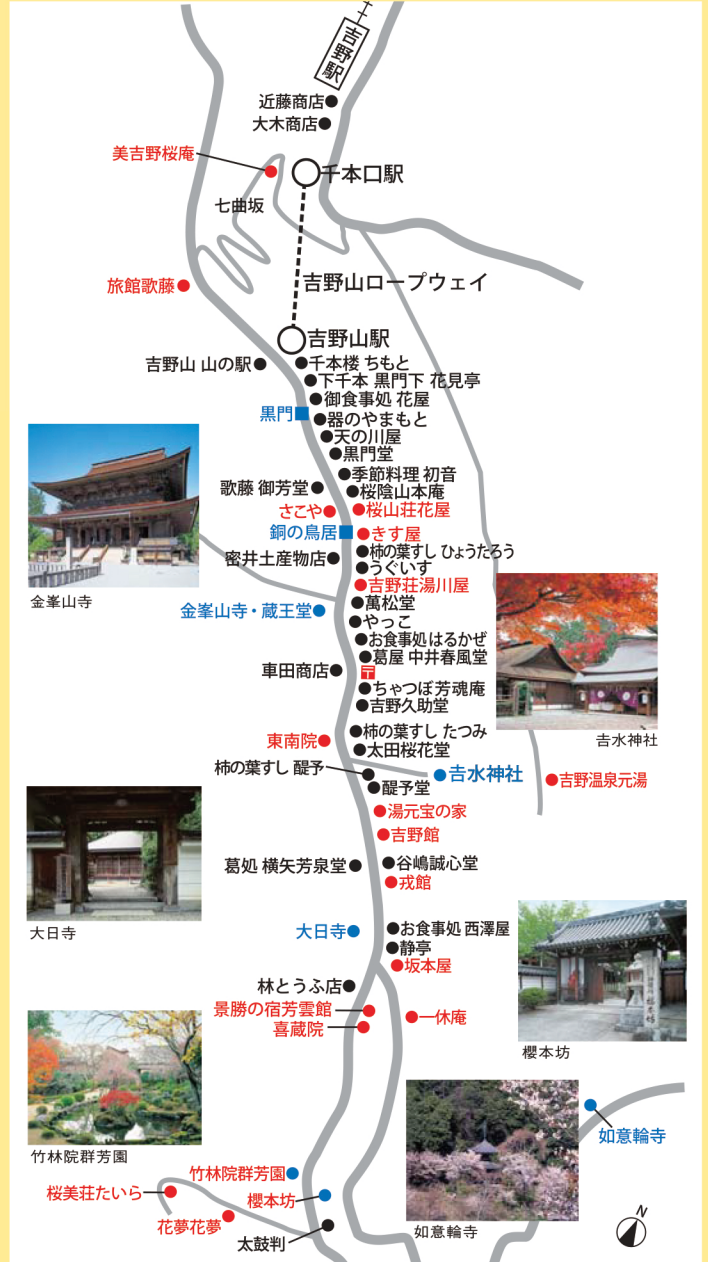 吉野駅
近藤商店
大木商店
美吉野桜庵
千本口駅
七曲坂
吉野山ロープウェイ
旅館歌藤
吉野山駅
吉野山 山の駅
千本楼 ちもと
下千本 黒門下 花見亭
御食事処 花屋
黒門
器のやまもと
天の川屋
黒門堂
季節料理 初音
歌藤 御芳堂
桜陰山本庵
さこや
桜山荘花屋
銅の鳥居
きす屋
柿の葉すし ひょうたろう
密井土産物店
うぐいす
吉野荘湯川屋
金峯山寺
金峯山寺・蔵王堂
萬松堂
やっこ
お食事処 はるかぜ
葛屋 中井春風堂
車田商店
〒
ちゃつぼ芳魂庵
吉野久助堂
柿の葉すし たつみ
東南院
太田桜花堂
吉水神社
柿の葉すし 醍予
吉水神社
吉野温泉元湯
醍予堂
湯元宝の家
吉野館
葛処 横矢芳泉堂
谷嶋誠心堂
戎館
大日寺
大日寺
お食事処 西澤屋
静亭
坂本屋
林とうふ店
景勝の宿芳雲館
喜蔵院
一休庵
櫻本坊
如意輪寺
竹林院群芳園
竹林院群芳園
桜美荘たいら
櫻本坊
花夢花夢
太鼓判
如意輪寺
N